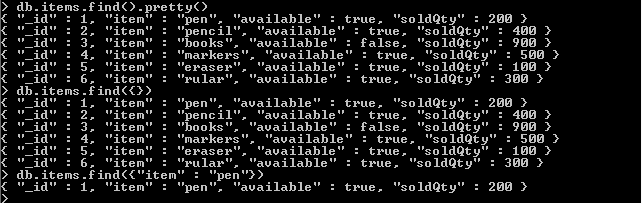 > db.items.find().pretty()
{ "_id" : 1, "item" : "pen", "available" : true, "soldQty" : 200 }
{ "_id" : 2, "item" : "pencil", "available" : true, "soldQty" : 400 }
{ "_id" : 3, "item" : "books", "available" : false, "soldQty" : 900 }
{ "_id" : 4, "item" : "markers", "available" : true, "soldQty" : 500 }
{ "_id" : 5, "item" : "eraser", "available" : true, "soldQty" : 100 }
{ "_id" : 6, "item" : "rular", "available" : true, "soldQty" : 300 }
> db.items.find({})
{ "_id" : 1, "item" : "pen", "available" : true, "soldQty" : 200 }
{ "_id" : 2, "item" : "pencil", "available" : true, "soldQty" : 400 }
{ "_id" : 3, "item" : "books", "available" : false, "soldQty" : 900 }
{ "_id" : 4, "item" : "markers", "available" : true, "soldQty" : 500 }
{ "_id" : 5, "item" : "eraser", "available" : true, "soldQty" : 100 }
{ "_id" : 6, "item" : "rular", "available" : true, "soldQty" : 300 }
> db.items.find({"item" : "pen"})
{ "_id" : 1, "item" : "pen", "available" : true, "soldQty" : 200 }
>